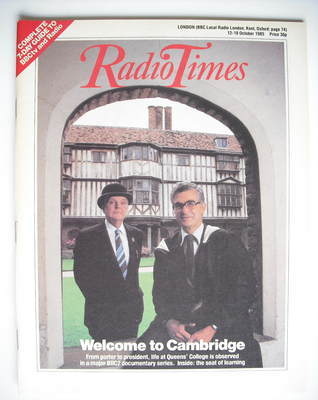 COMPLETE
7-DAY GUIDE TO
BBCtv and Radio
LONDON (BBC Local Radio London, Kent, Oxford: page 74)
12-18 October 1985 Price 30p
RadioTimes
Welcome to Cambridge
From porter to president, life at Queens' College is observed
in a major BBC2 documentary series. Inside: the seat of learning